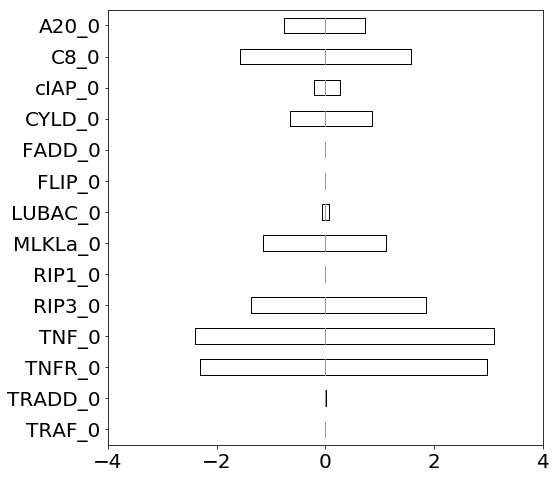 A20_0
C8_0
cIAP_0
CYLD_0
FADD_0
FLIP_0
LUBAC_0
MLKLa_0
RIP1_0
RIP3_0
TNF_0
TNFR_0
TRADD_0
TRAF_0
−4 −2 0 2 4